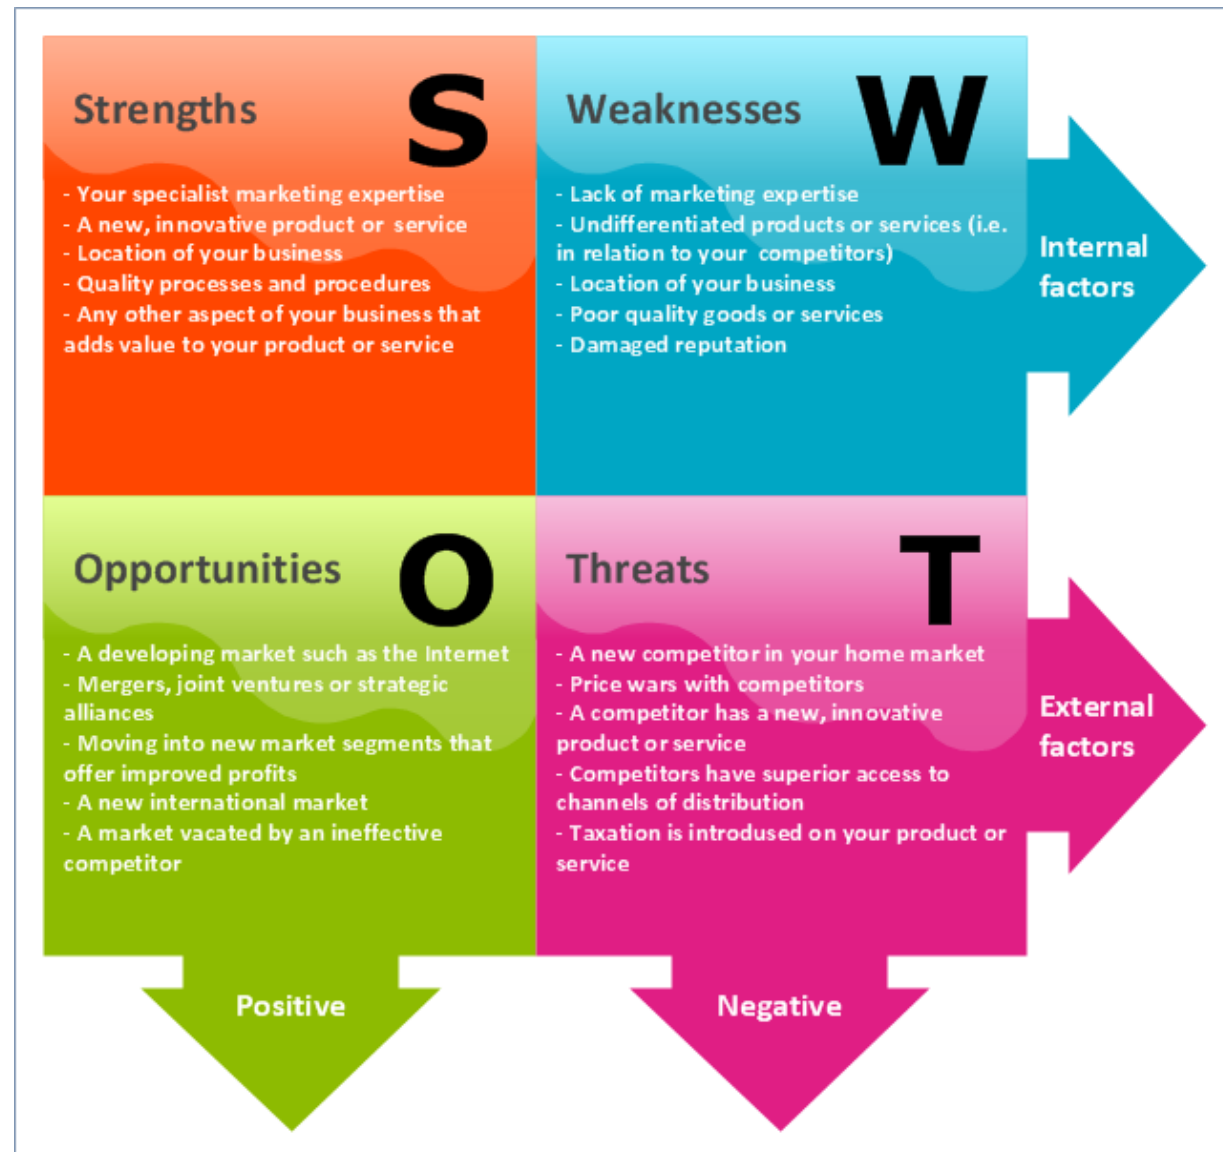 Strengths
S
- Your specialist marketing expertise
- A new, innovative product or service
- Location of your business
- Quality processes and procedures
- Any other aspect of your business that
adds value to your product or service
Weaknesses
W
- Lack of marketing expertise
- Undifferentiated products or services (i.e.
in relation to your competitors)
- Location of your business
- Poor quality goods or services
- Damaged reputation
Internal
factors
Opportunities
O
- A developing market such as the Internet
- Mergers, joint ventures or strategic
alliances
- Moving into new market segments that
offer improved profits
- A new international market
- A market vacated by an ineffective
competitor
Threats
T
- A new competitor in your home market
- Price wars with competitors
- A competitor has a new, innovative
product or service
- Competitors have superior access to
channels of distribution
- Taxation is introdused on your product or
service
External
factors
Positive
Negative